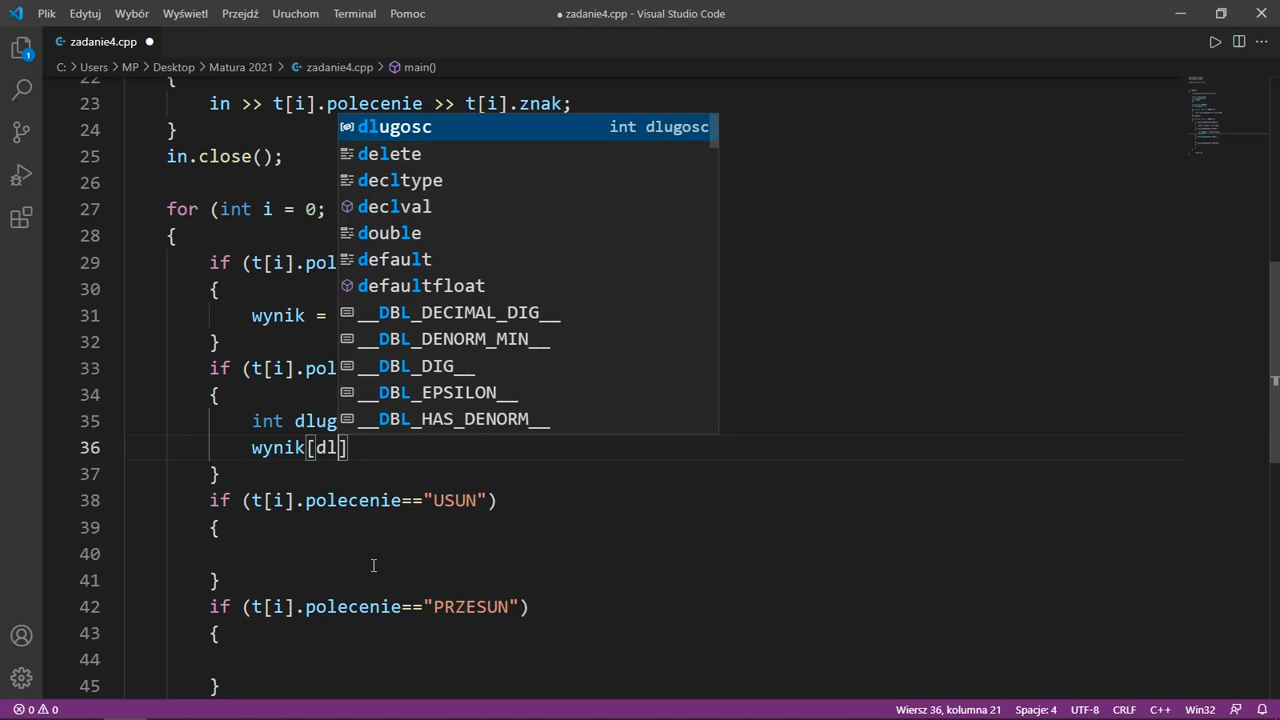 Plik Edytuj Wybór Wyświetl Przejdź Uruchom Terminal Pomoc
● zadanie4.cpp - Visual Studio Code
zadanie4.cpp ●
C: > Users > MP > Desktop > Matura 2021 > zadanie4.cpp > main()
22 {
23 in >> t[i].polecenie >> t[i].znak;
24 }
25 in.close();
26
27 for (int i = 0;
28 {
29 if (t[i].pol
30 {
31 wynik =
32 }
33 if (t[i].pol
34 {
35 int dlug
36 wynik[dl]
37 }
38 if (t[i].polecenie=="USUN")
39 {
40
41 }
42 if (t[i].polecenie=="PRZESUN")
43 {
44
45 }
dlugosc int dlugosc
delete
decltype
declval
double
default
defaultfloat
__DBL_DECIMAL_DIG__
__DBL_DENORM_MIN__
__DBL_DIG__
__DBL_EPSILON__
__DBL_HAS_DENORM__
1
0 0 Wiersz 36, kolumna 21 Spacje: 4 UTF-8 CRLF C++ Win32